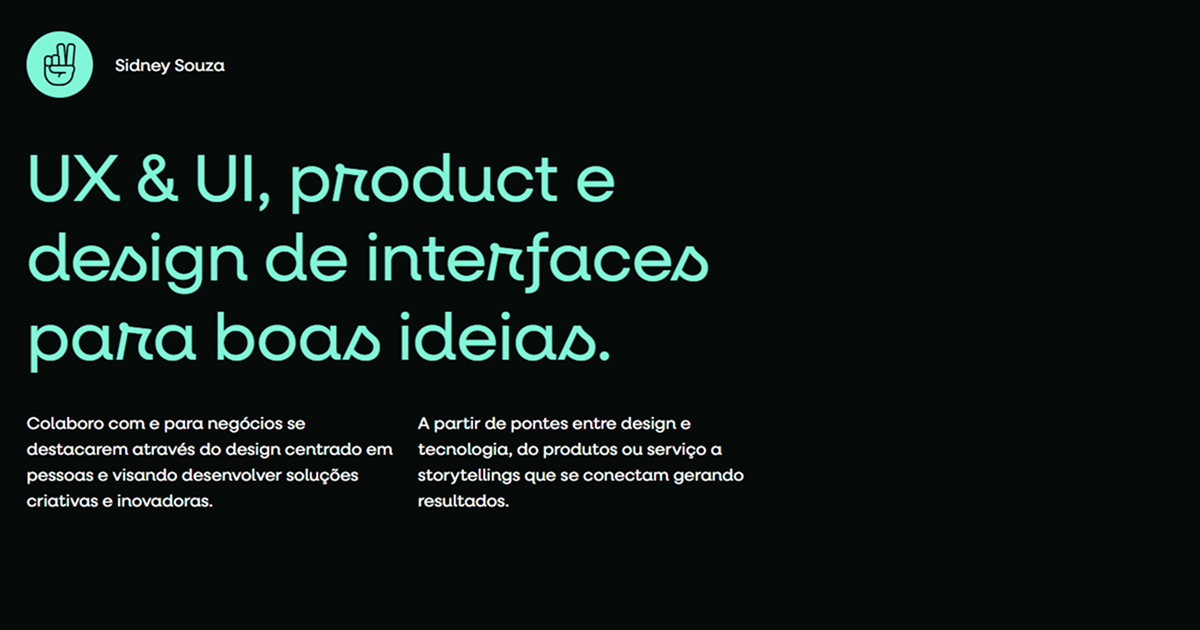 Sidney Souza
UX & UI, product e
design de interfaces
para boas ideias.
Colaboro com e para negócios se
destacarem através do design centrado em
pessoas e visando desenvolver soluções
criativas e inovadoras.
A partir de pontes entre design e
tecnologia, do produtos ou serviço a
storytellings que se conectam gerando
resultados.